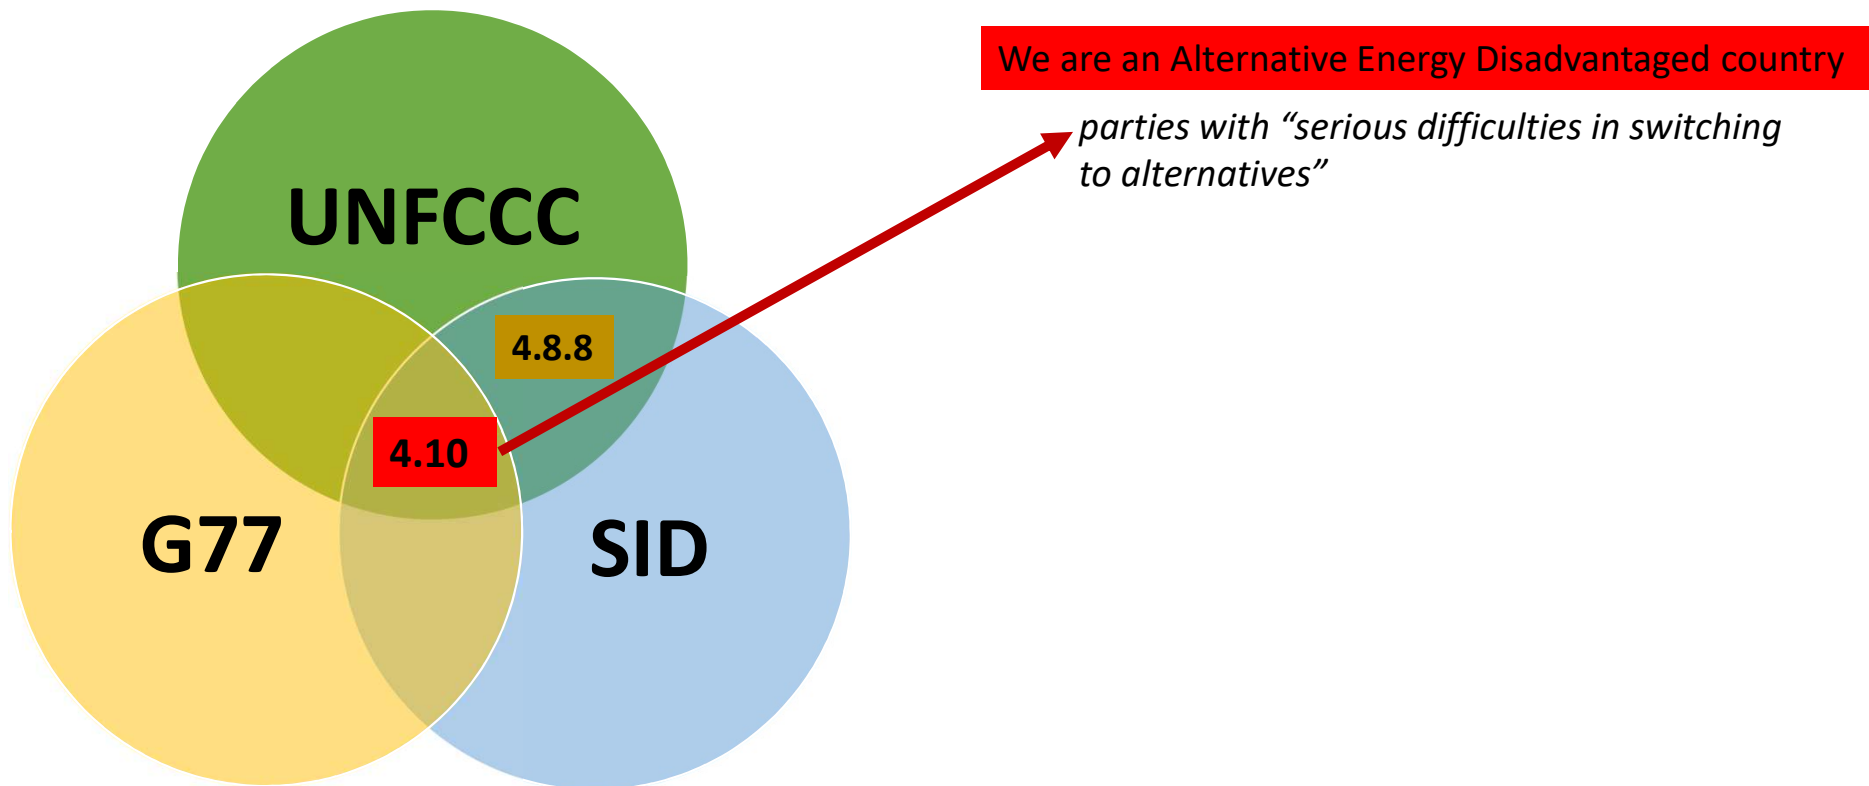 We are an Alternative Energy Disadvantaged country
parties with “serious difficulties in switching
to alternatives”
UNFCCC
4.8.8
4.10
G77
SID